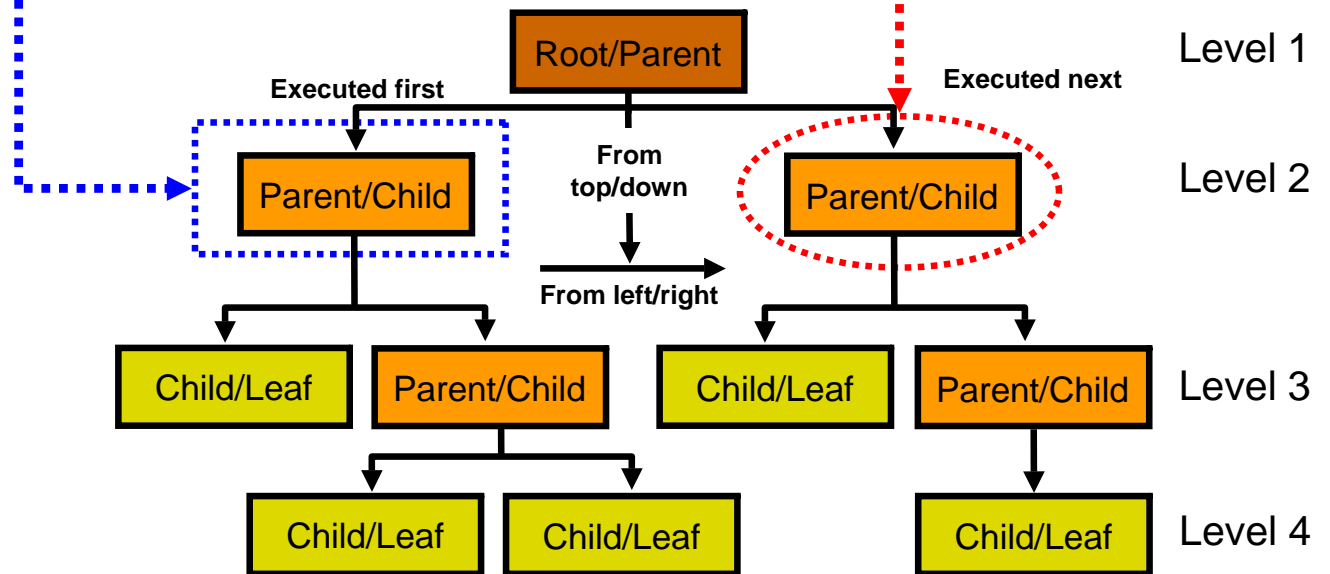 Root/Parent
Level 1
Executed first
Executed next
From
top/down
Parent/Child
Parent/Child
Level 2
From left/right
Child/Leaf
Parent/Child
Child/Leaf
Parent/Child
Level 3
Child/Leaf
Child/Leaf
Child/Leaf
Level 4